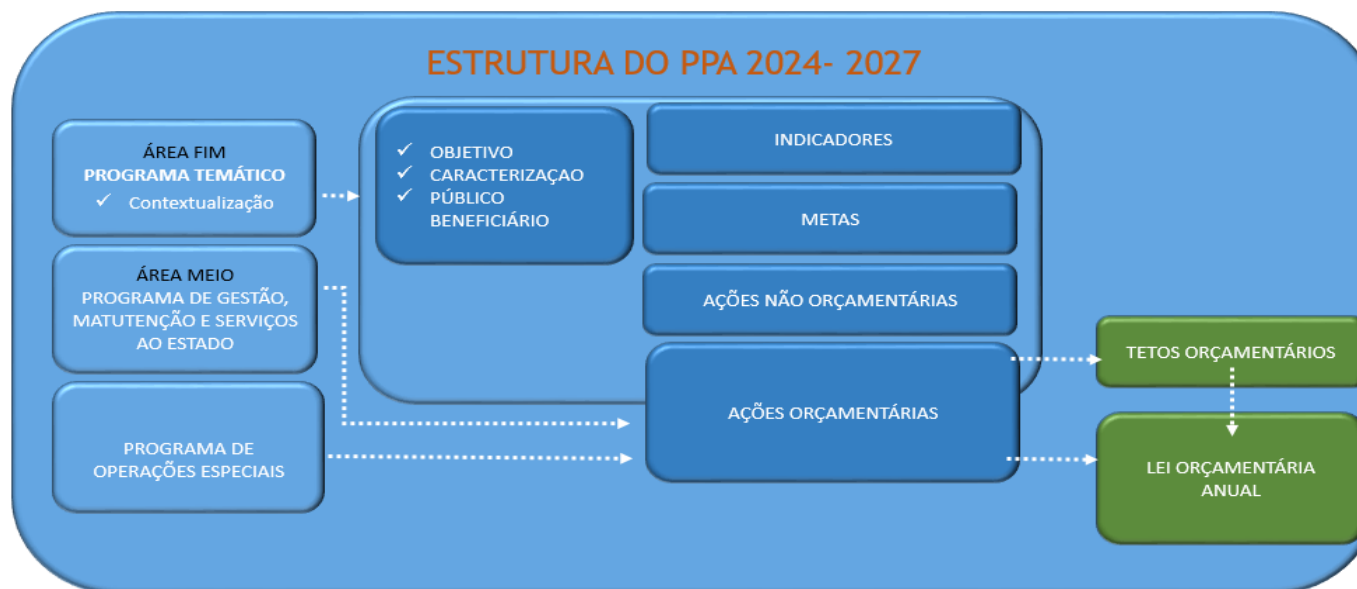 ESTRUTURA DO PPA 2024- 2027
ÁREA FIM
PROGRAMA TEMÁTICO
✓ Contextualização
ÁREA MEIO
PROGRAMA DE GESTÃO,
MATUTENÇÃO E SERVIÇOS
AO ESTADO
PROGRAMA DE
OPERAÇÕES ESPECIAIS
✓ OBJETIVO
✓ CARACTERIZAÇAO
✓ PÚBLICO
BENEFICIÁRIO
INDICADORES
METAS
AÇÕES NÃO ORÇAMENTÁRIAS
AÇÕES ORÇAMENTÁRIAS
TETOS ORÇAMENTÁRIOS
LEI ORÇAMENTÁRIA
ANUAL